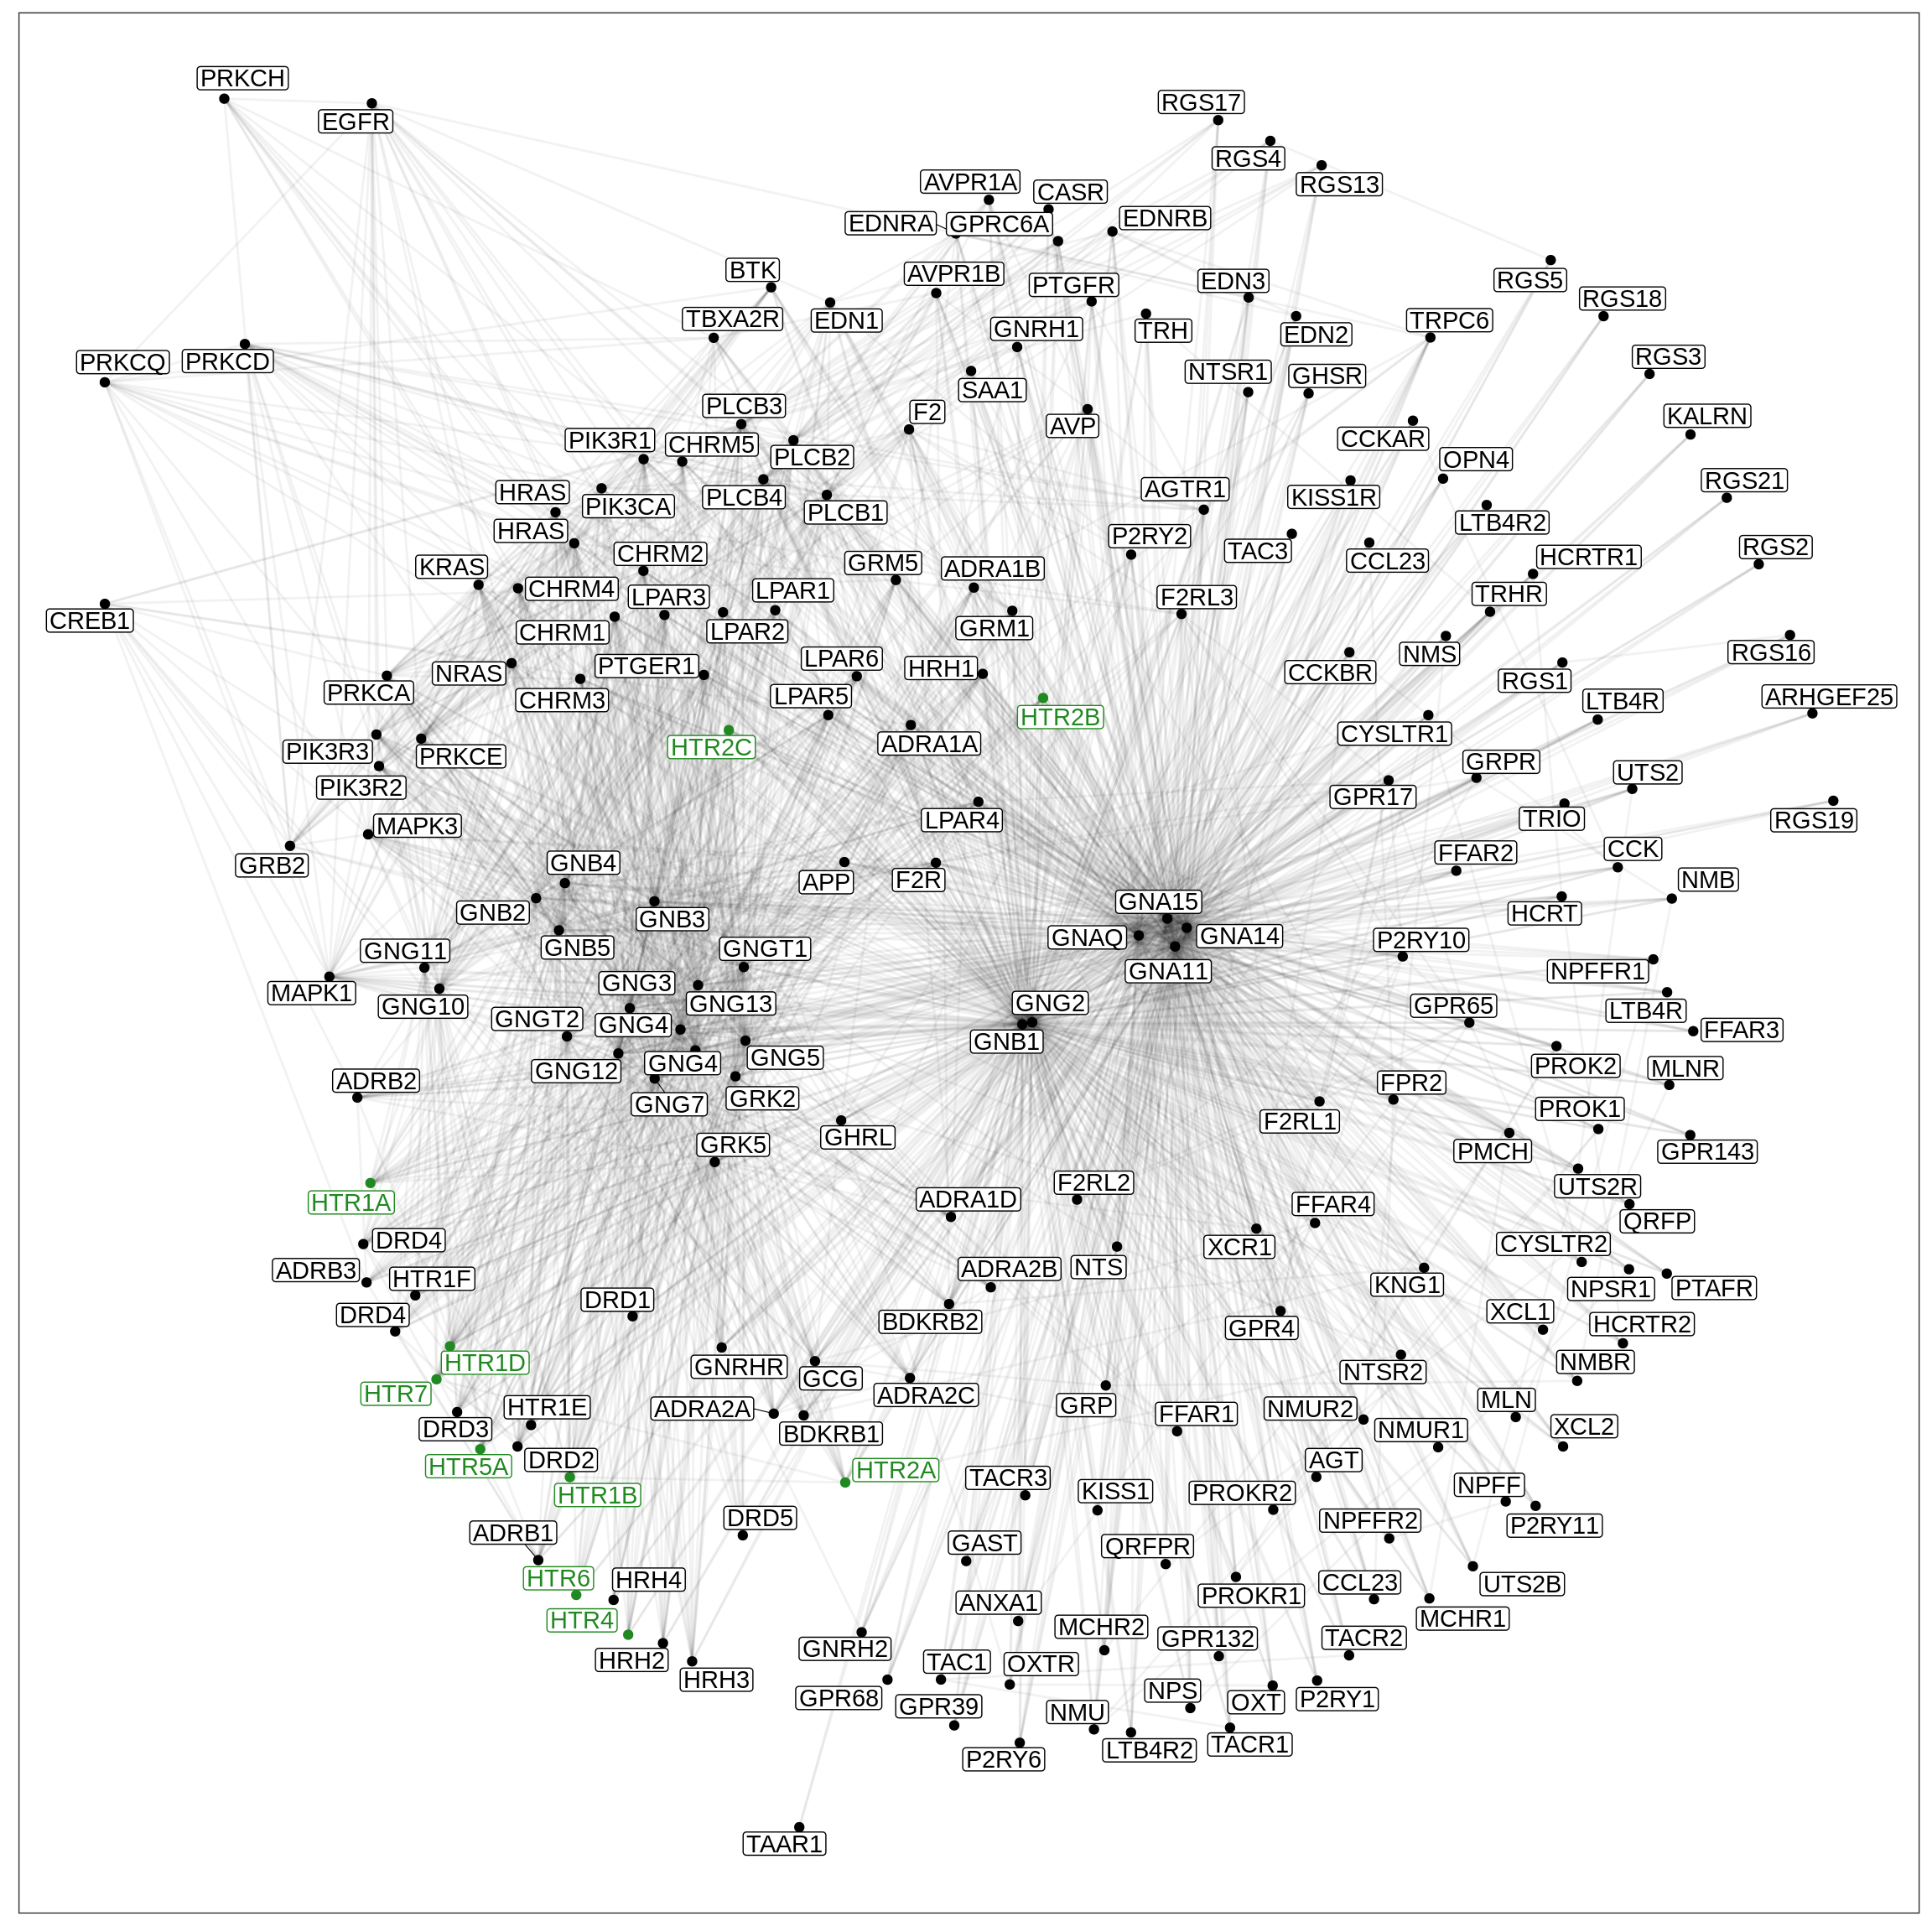 PRKCH
RGS17
EGFR
RGS4
AVPR1A
RGS13
CASR
EDNRB
EDNRA
GPRC6A
BTK
AVPR1B
EDN3
RGS5
PTGFR
RGS18
TBXA2R
EDN1
TRPC6
GNRH1
TRH
EDN2
RGS3
PRKCQ
PRKCD
NTSR1
GHSR
SAA1
PLCB3
F2
KALRN
AVP
PIK3R1
CHRM5
CCKAR
PLCB2
OPN4
RGS21
HRAS
AGTR1
PLCB4
KISS1R
PIK3CA
PLCB1
LTB4R2
HRAS
P2RY2
TAC3
RGS2
CHRM2
HCRTR1
CCL23
GRM5
KRAS
ADRA1B
CHRM4
LPAR1
TRHR
LPAR3
F2RL3
CREB1
GRM1
CHRM1
LPAR2
RGS16
NMS
LPAR6
PTGER1
HRH1
NRAS
CCKBR
RGS1
PRKCA
LPAR5
ARHGEF25
CHRM3
LTB4R
HTR2B
CYSLTR1
ADRA1A
HTR2C
PIK3R3
PRKCE
GRPR
UTS2
PIK3R2
GPR17
TRIO
LPAR4
RGS19
MAPK3
CCK
FFAR2
GNB4
GRB2
F2R
NMB
APP
GNA15
GNB2
HCRT
GNB3
GNAQ
GNA14
P2RY10
GNB5
GNGT1
GNG11
GNA11
NPFFR1
GNG3
MAPK1
GNG2
GNG13
GPR65
GNG10
LTB4R
GNGT2
GNG4
FFAR3
GNB1
GNG5
GNG4
PROK2
MLNR
GNG12
ADRB2
FPR2
GRK2
GNG7
PROK1
F2RL1
GHRL
GRK5
PMCH
GPR143
F2RL2
UTS2R
ADRA1D
HTR1A
FFAR4
QRFP
DRD4
XCR1
CYSLTR2
NTS
ADRB3
ADRA2B
HTR1F
KNG1
NPSR1
PTAFR
DRD1
DRD4
XCL1
BDKRB2
GPR4
HCRTR2
HTR1D
NMBR
GNRHR
NTSR2
GCG
HTR7
ADRA2C
MLN
GRP
HTR1E
ADRA2A
NMUR2
FFAR1
XCL2
DRD3
NMUR1
BDKRB1
DRD2
AGT
HTR5A
HTR2A
TACR3
NPFF
KISS1
PROKR2
HTR1B
DRD5
NPFFR2
P2RY11
ADRB1
GAST
QRFPR
HTR6
HRH4
CCL23
UTS2B
PROKR1
ANXA1
HTR4
MCHR1
MCHR2
GPR132
TACR2
GNRH2
HRH2
TAC1
OXTR
HRH3
NPS
GPR68
P2RY1
OXT
GPR39
NMU
TACR1
LTB4R2
P2RY6
TAAR1